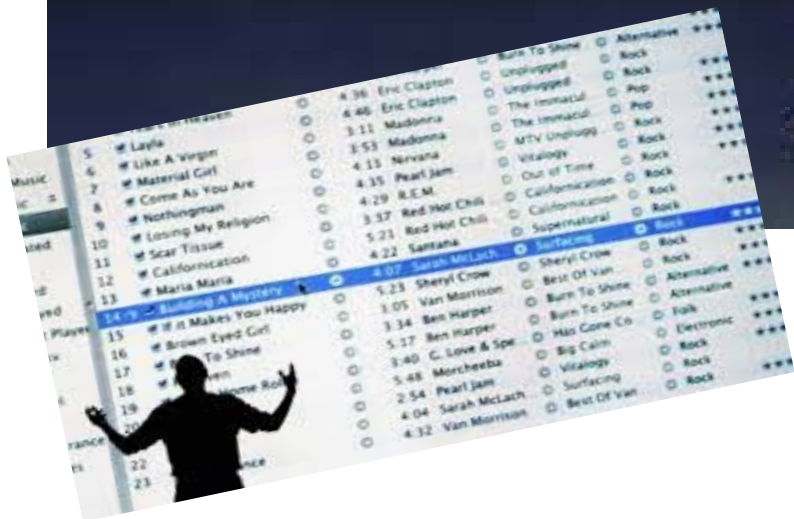 Burn To Shine Alternative
Music in Heaven 4:36 Eric Clapton Unplugged Rock
5 Layla 4:46 Eric Clapton Unplugged Rock
6 Like A Virgin 3:11 Madonna The Immacul Pop
7 Material Girl 3:53 Madonna The Immacul Pop
8 Come As You Are 4:13 Nirvana MTV Unplugg Rock
9 Nothingman 4:35 Pearl Jam Vitalogy Rock
10 Losing My Religion 4:29 R.E.M. Out of Time Rock
11 Scar Tissue 3:37 Red Hot Chili Californication Rock
12 Californication 5:21 Red Hot Chili Californication Rock
13 Maria Maria 4:22 Santana Supernatural Rock
14/9 Building A Mystery 4:07 Sarah McLach Surfacing Rock
15 If It Makes You Happy 5:23 Sheryl Crow Sheryl Crow Rock
Player 16 Brown Eyed Girl 3:05 Van Morrison Best Of Van Rock
17 To Shine 3:34 Ben Harper Burn To Shine Alternative
18 ven 5:17 Ben Harper Burn To Shine Alternative
19 3:40 G. Love & Spe Has Gone Co Folk
20 5:48 Morcheeba Big Calm Electronic
2:54 Pearl Jam Vitalogy Rock
22 4:04 Sarah McLach Surfacing Rock
23 nce 4:32 Van Morrison Best Of Van Rock